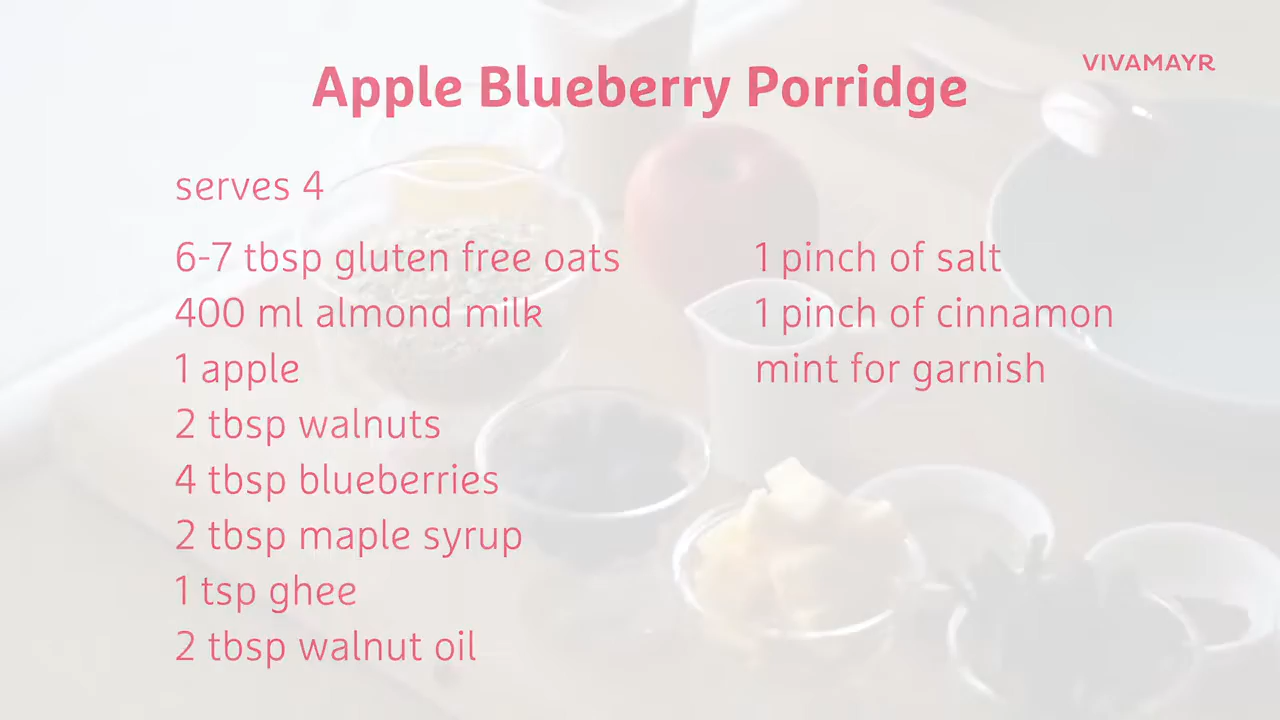 VIVAMAYR
Apple Blueberry Porridge
serves 4
6-7 tbsp gluten free oats
400 ml almond milk
1 apple
2 tbsp walnuts
4 tbsp blueberries
2 tbsp maple syrup
1 tsp ghee
2 tbsp walnut oil
1 pinch of salt
1 pinch of cinnamon
mint for garnish